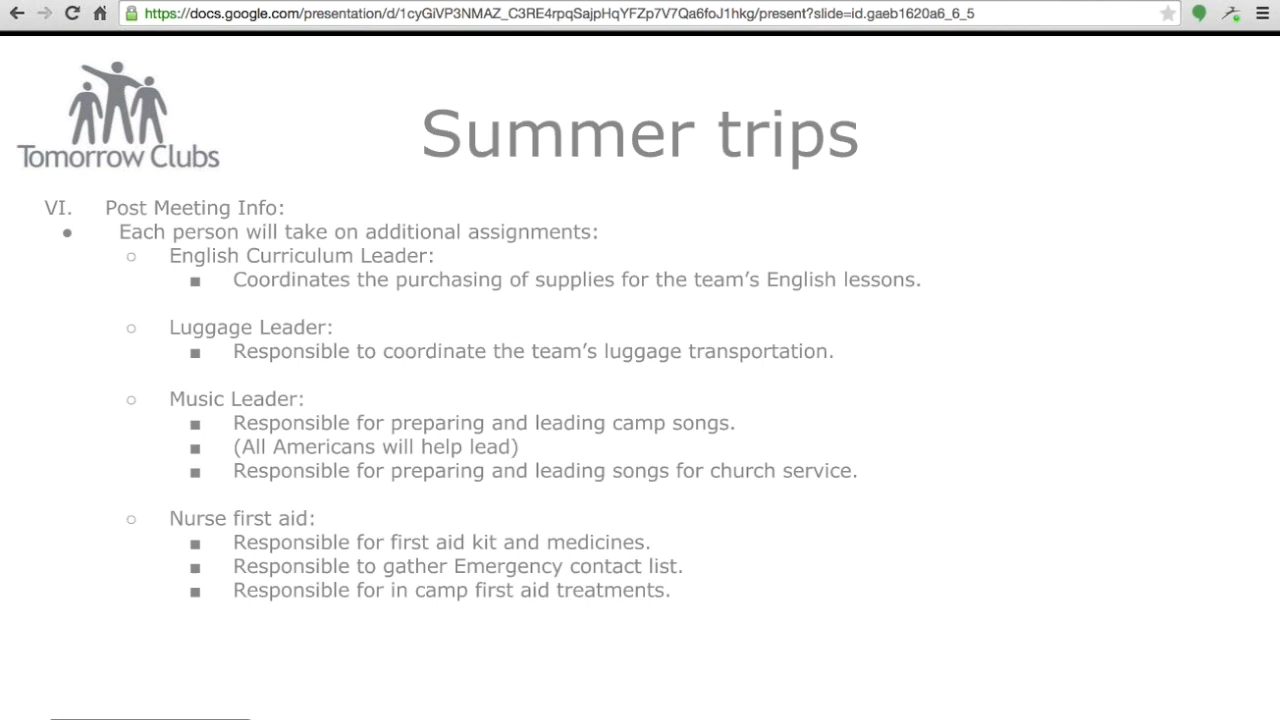 https://docs.google.com/presentation/d/1cyGiVP3NMAZ_C3RE4rpqSajpHqYFZp7V7Qa6foJ1hkg/present?slide=id.gaeb1620a6_6_5
Tomorrow Clubs
Summer trips
VI. Post Meeting Info:
● Each person will take on additional assignments:
○ English Curriculum Leader:
■ Coordinates the purchasing of supplies for the team’s English lessons.
○ Luggage Leader:
■ Responsible to coordinate the team’s luggage transportation.
○ Music Leader:
■ Responsible for preparing and leading camp songs.
■ (All Americans will help lead)
■ Responsible for preparing and leading songs for church service.
○ Nurse first aid:
■ Responsible for first aid kit and medicines.
■ Responsible to gather Emergency contact list.
■ Responsible for in camp first aid treatments.